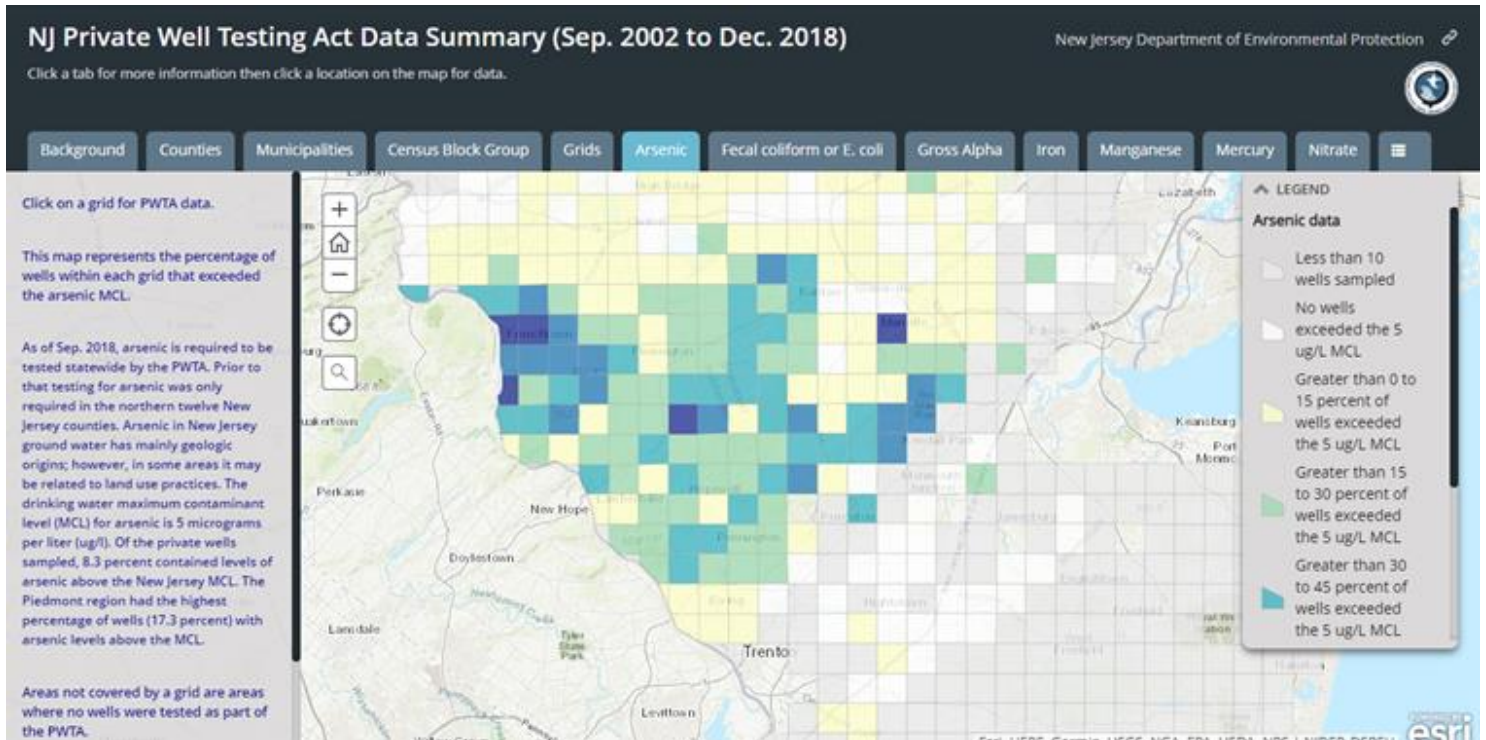 NJ Private Well Testing Act Data Summary (Sep. 2002 to Dec. 2018)
New Jersey Department of Environmental Protection
Click a tab for more information then click a location on the map for data.
Background
Counties
Municipalities
Census Block Group
Grids
Arsenic
Fecal coliform or E. coli
Gross Alpha
Iron
Manganese
Mercury
Nitrate
Click on a grid for PWTA data.
This map represents the percentage of
wells within each grid that exceeded
the arsenic MCL.
As of Sep. 2018, arsenic is required to be
tested statewide by the PWTA. Prior to
that testing for arsenic was only
required in the northern twelve New
Jersey counties. Arsenic in New Jersey
ground water has mainly geologic
origins; however, in some areas it may
be related to land use practices. The
drinking water maximum contaminant
level (MCL) for arsenic is 5 micrograms
per liter (ug/l). Of the private wells
sampled, 8.3 percent contained levels of
arsenic above the New Jersey MCL. The
Piedmont region had the highest
percentage of wells (17.3 percent) with
arsenic levels above the MCL.
Areas not covered by a grid are areas
where no wells were tested as part of
the PWTA.
Perkasie
New Hope
Doylestown
Lansdale
Tyler
State
Park
Trento
Levittown
Keansburg
Port
LEGEND
Arsenic data
Less than 10
wells sampled
No wells
exceeded the 5
ug/L MCL
Greater than 0 to
15 percent of
wells exceeded
the 5 ug/L MCL
Greater than 15
to 30 percent of
wells exceeded
the 5 ug/L MCL
Greater than 30
to 45 percent of
wells exceeded
the 5 ug/L MCL
esri